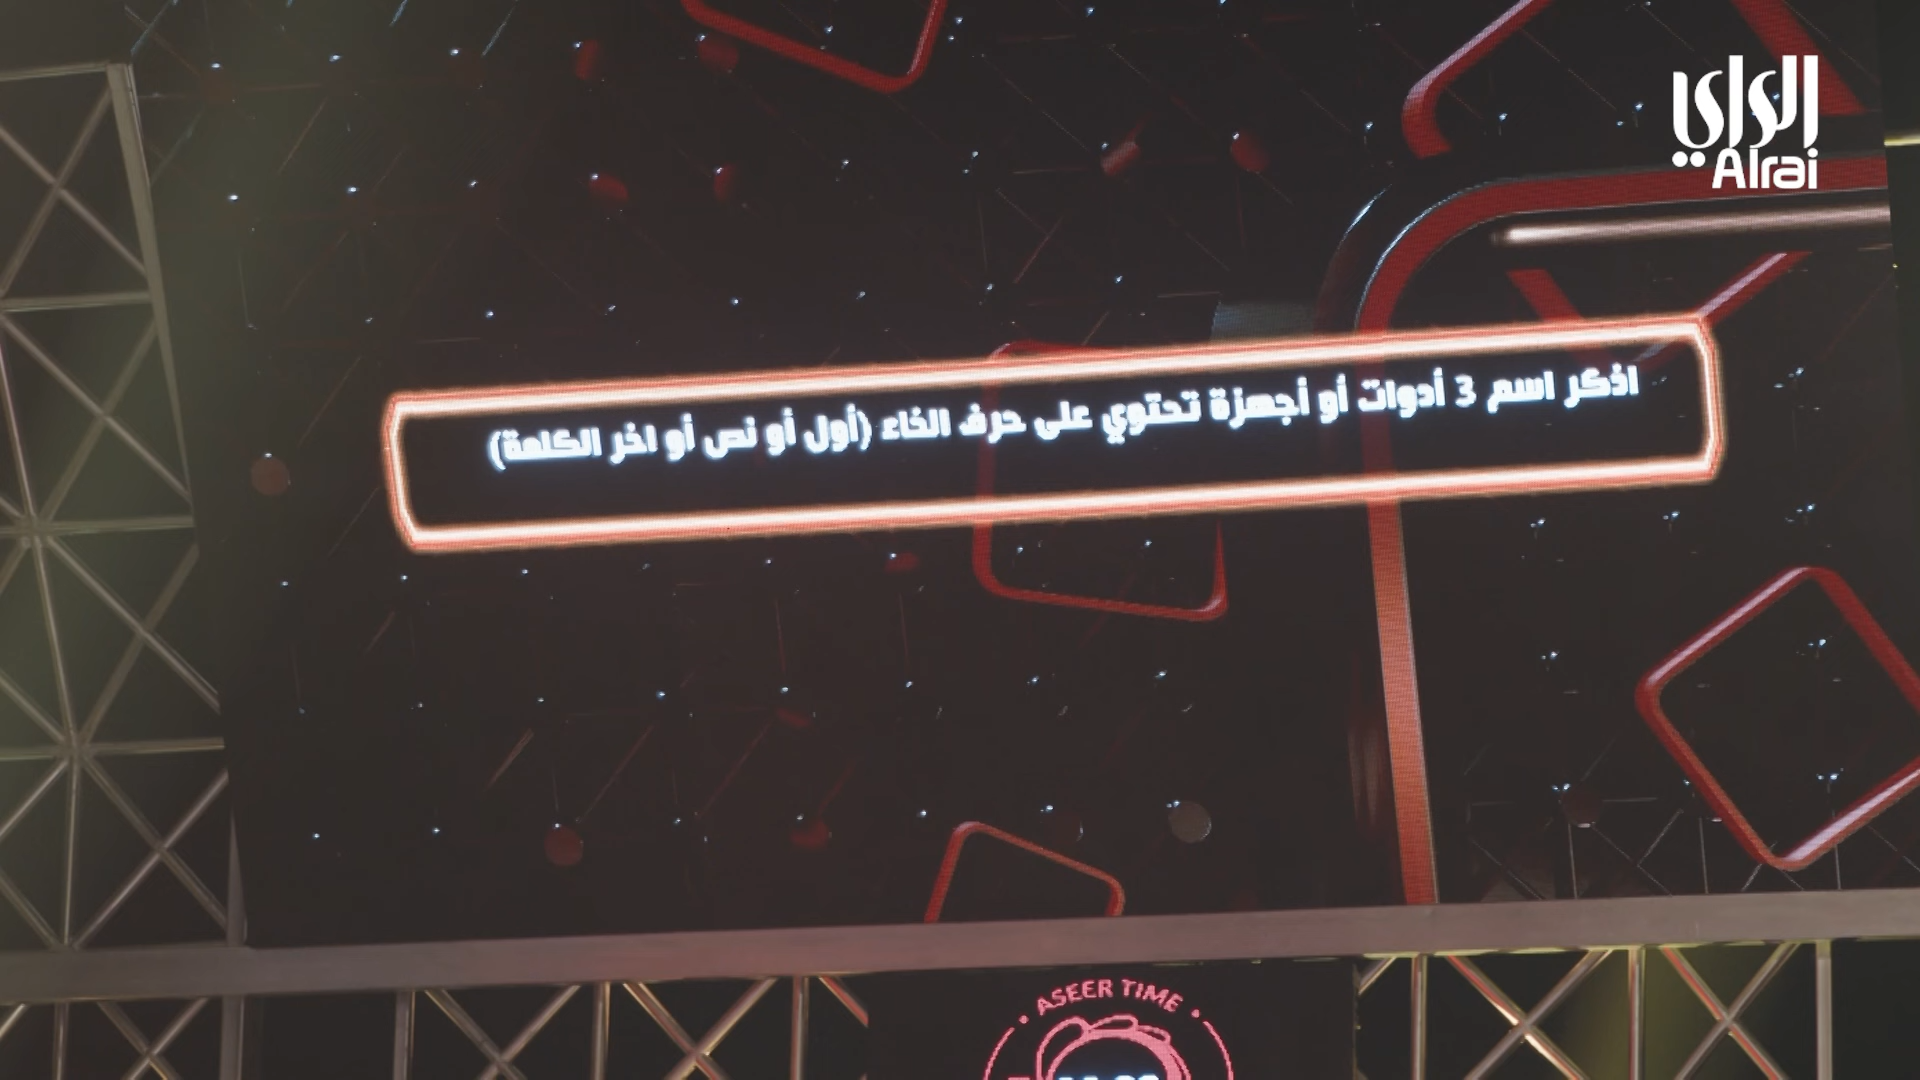 الراي
Alrai
اذكر اسم 3 أدوات أو أجهزة تحتوي على حرف الخاء (أول أو نص أو اخر الكلمة)
ASEER TIME